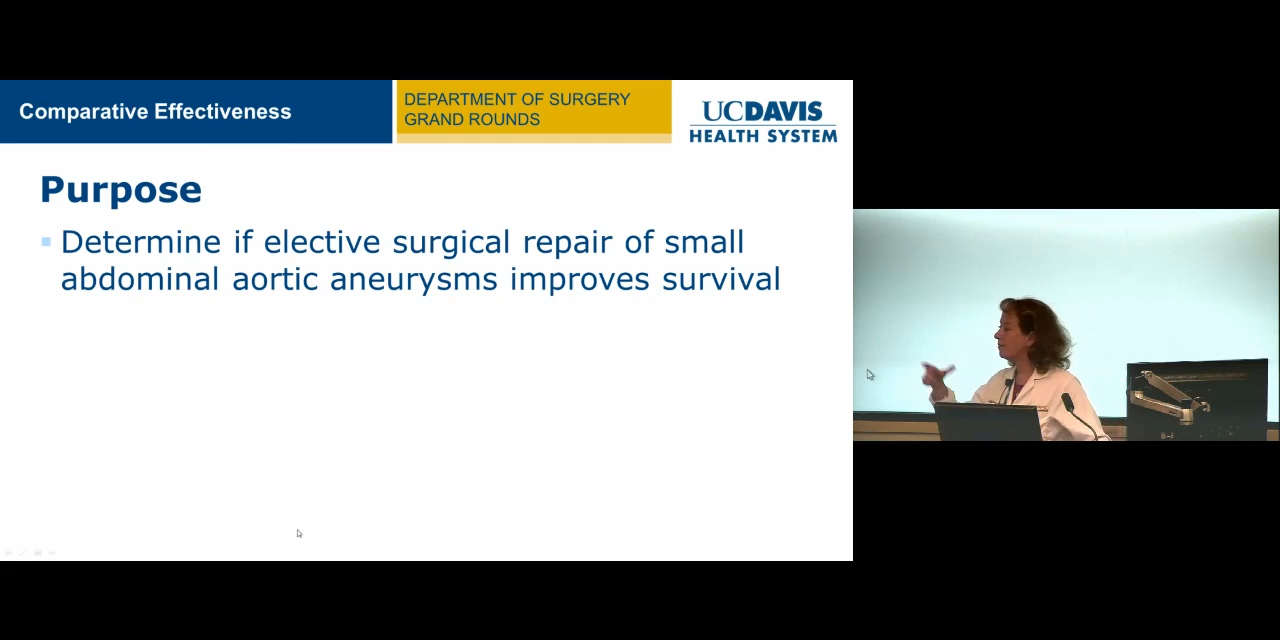 Comparative Effectiveness
DEPARTMENT OF SURGERY
GRAND ROUNDS
UCDAVIS
HEALTH SYSTEM
Purpose
Determine if elective surgical repair of small
abdominal aortic aneurysms improves survival